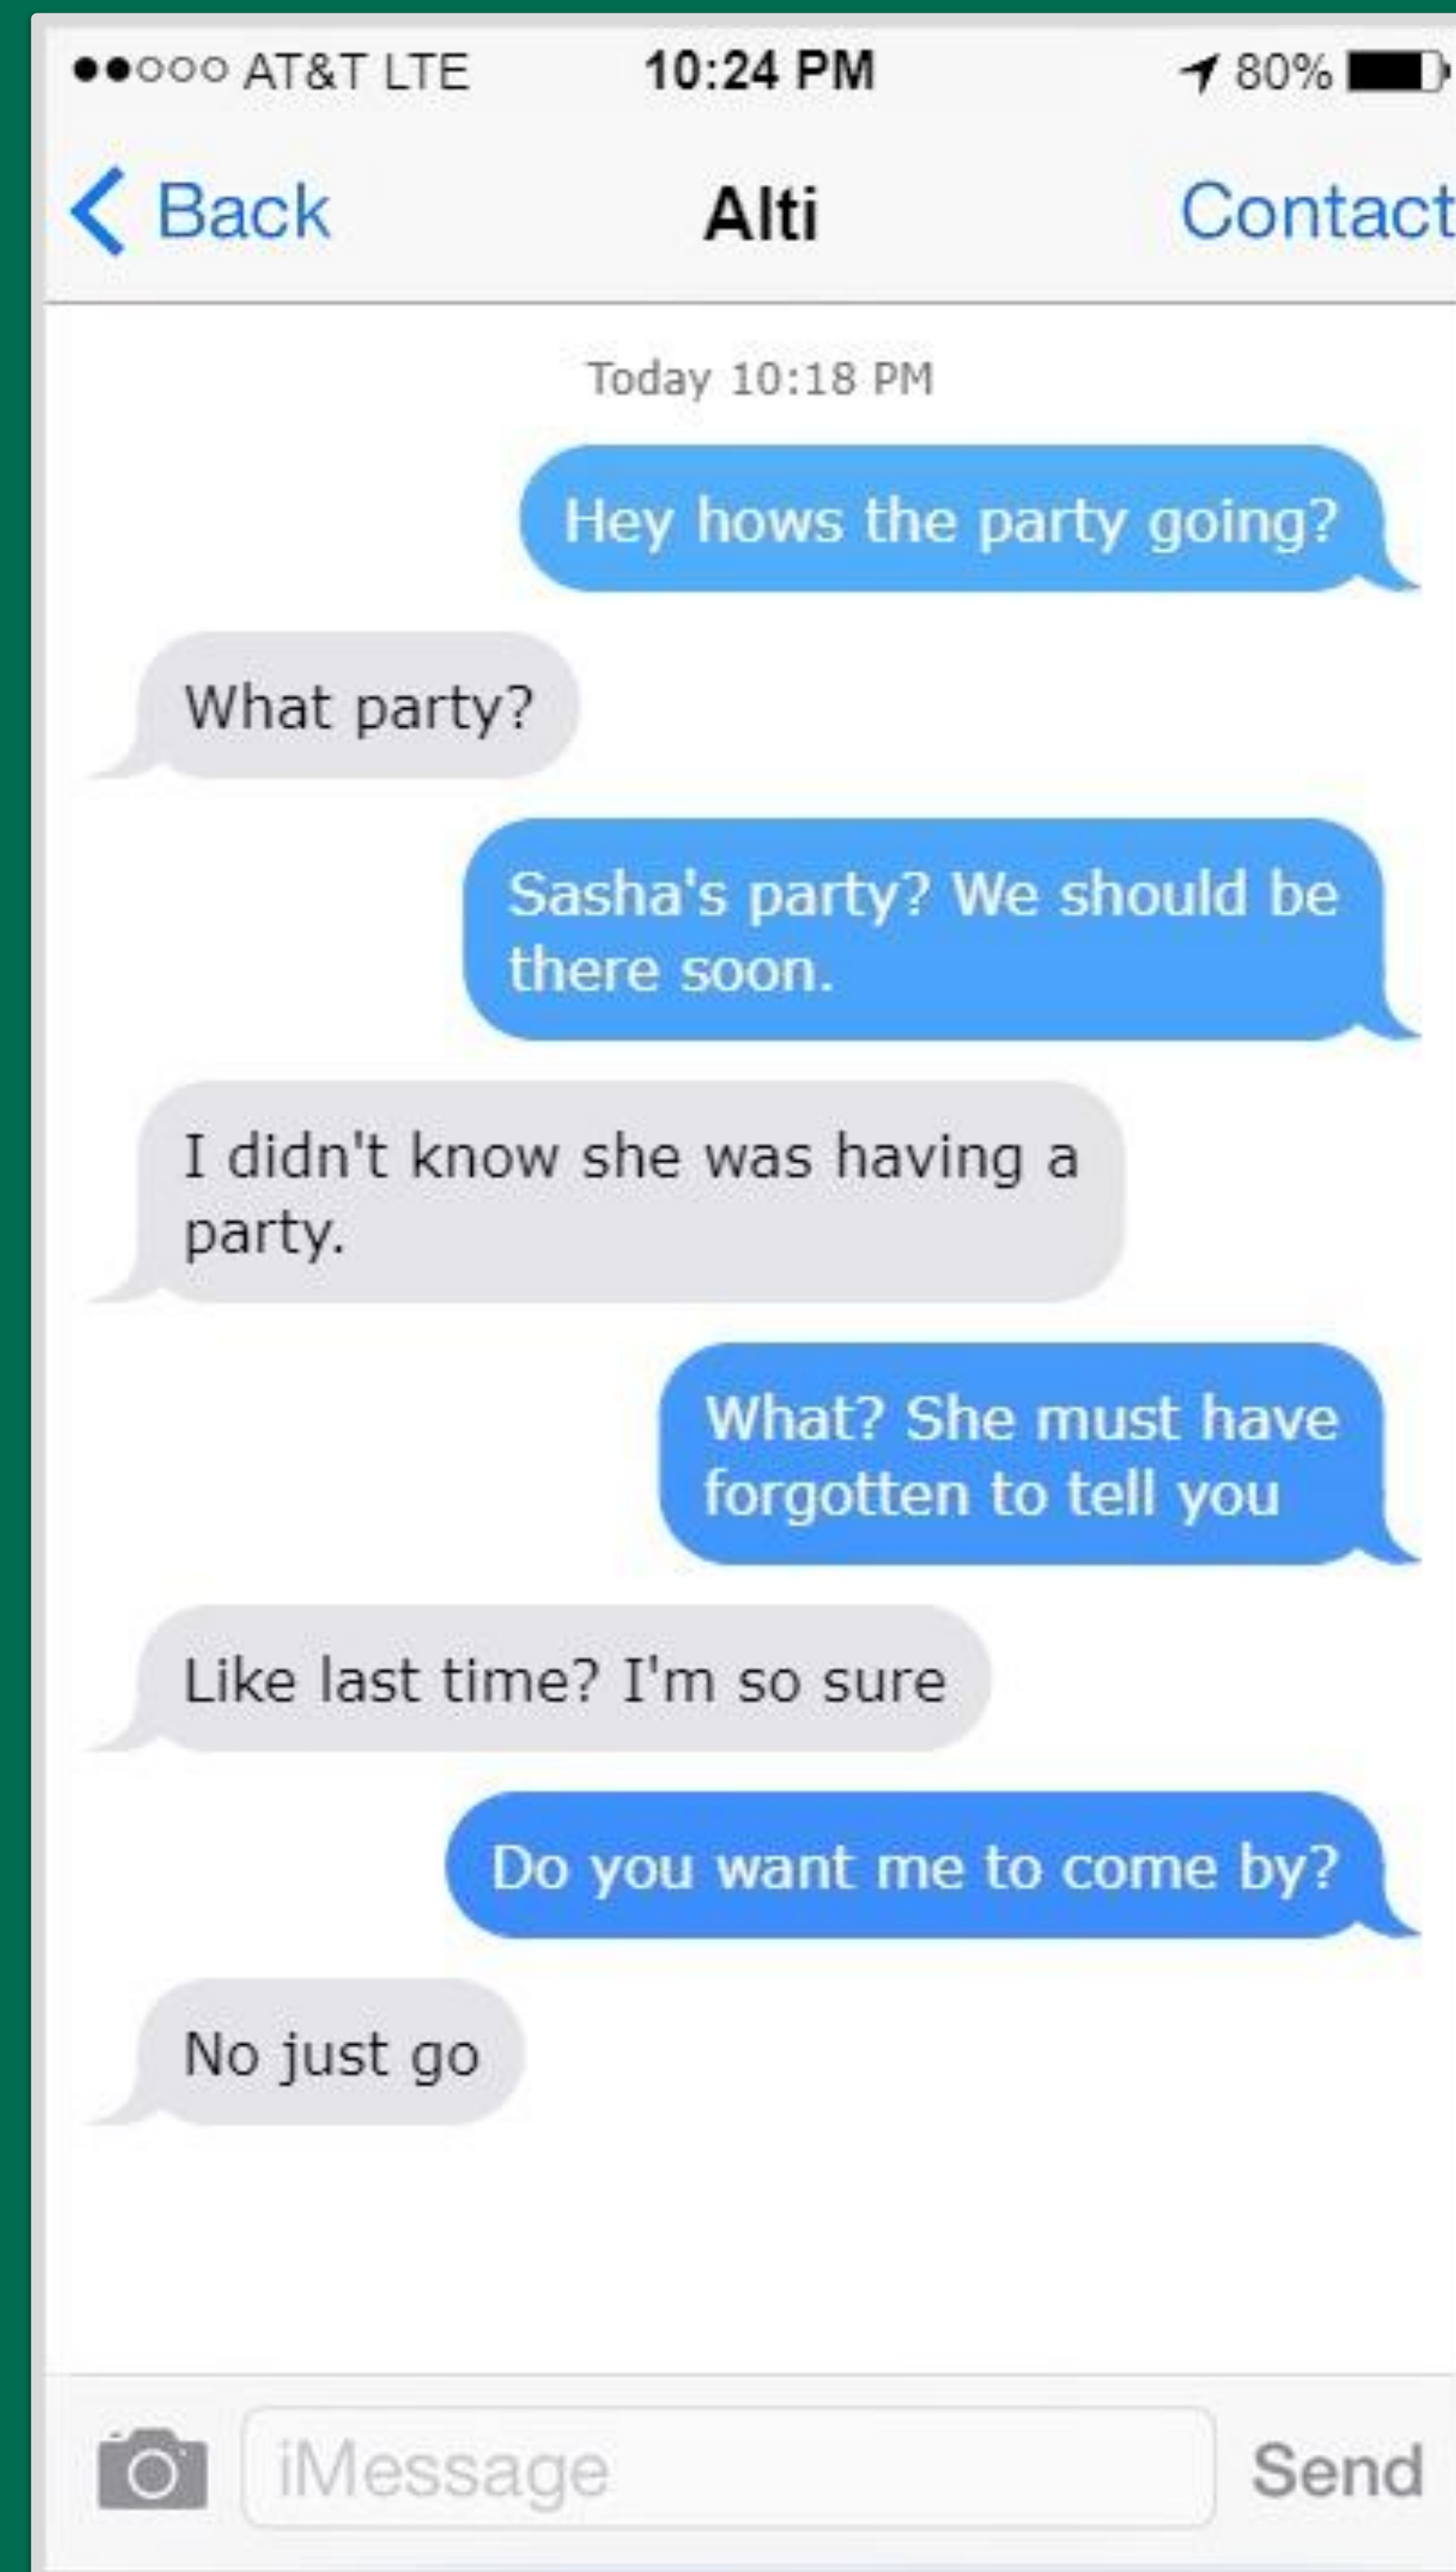 AT&T LTE 10:24 PM 80%
Back Alti Contact
Today 10:18 PM
Hey hows the party going?
What party?
Sasha's party? We should be
there soon.
I didn't know she was having a
party.
What? She must have
forgotten to tell you
Like last time? I'm so sure
Do you want me to come by?
No just go
iMessage Send